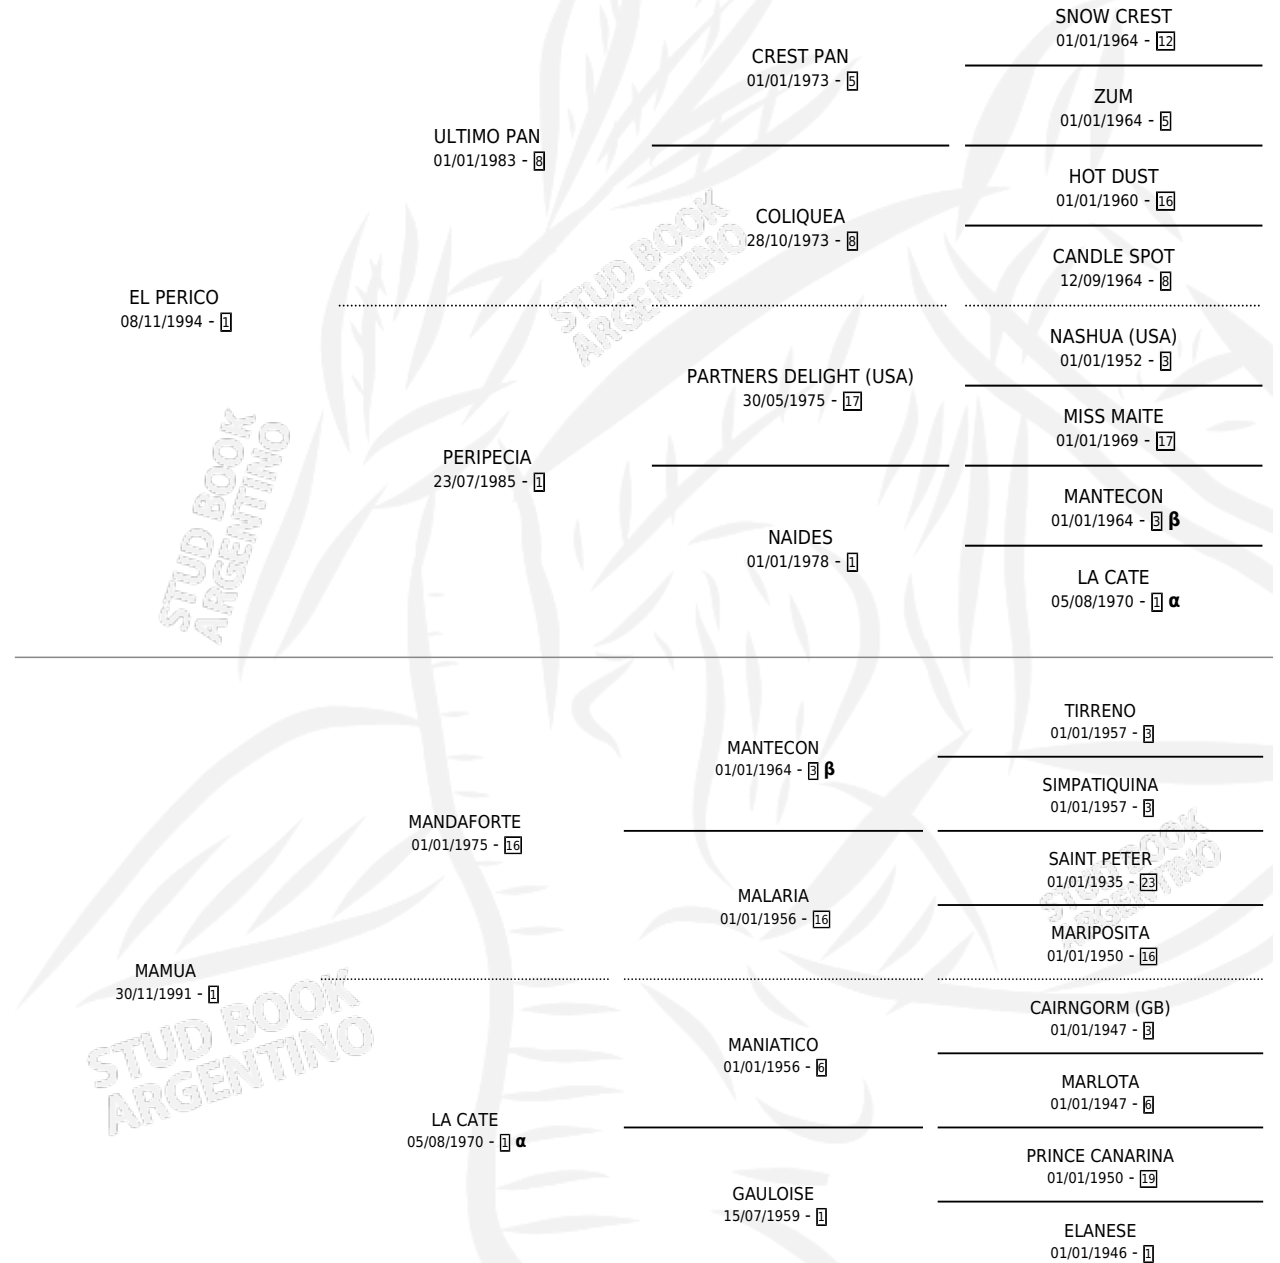 SNOW CREST
01/01/1964 - 12
CREST PAN
01/01/1973 - 5
ZUM
01/01/1964 - 5
ULTIMO PAN
01/01/1983 - 8
HOT DUST
01/01/1960 - 16
COLIQUEA
28/10/1973 - 8
CANDLE SPOT
12/09/1964 - 8
EL PERICO
08/11/1994 - 1
NASHUA (USA)
01/01/1952 - 3
PARTNERS DELIGHT (USA)
30/05/1975 - 17
MISS MAITE
01/01/1969 - 17
PERIPECIA
23/07/1985 - 1
MANTECON
01/01/1964 - 3 β
NAIDES
01/01/1978 - 1
LA CATE
05/08/1970 - 1 α
TIRRENO
01/01/1957 - 3
MANTECON
01/01/1964 - 3 β
SIMPATIQUINA
01/01/1957 - 3
MANDAFORTE
01/01/1975 - 16
SAINT PETER
01/01/1935 - 23
MALARIA
01/01/1956 - 16
MARIPOSITA
01/01/1950 - 16
MAMUA
30/11/1991 - 1
CAIRNGORM (GB)
01/01/1947 - 3
MANIATICO
01/01/1956 - 6
MARLOTA
01/01/1947 - 6
LA CATE
05/08/1970 - 1 α
PRINCE CANARINA
01/01/1950 - 19
GAULOISE
15/07/1959 - 1
ELANESE
01/01/1946 - 1
STUD BOOK
ARGENTINO
STUD BOOK
ARGENTINO
STUD BOOK
ARGENTINO
STUD BOOK
ARGENTINO